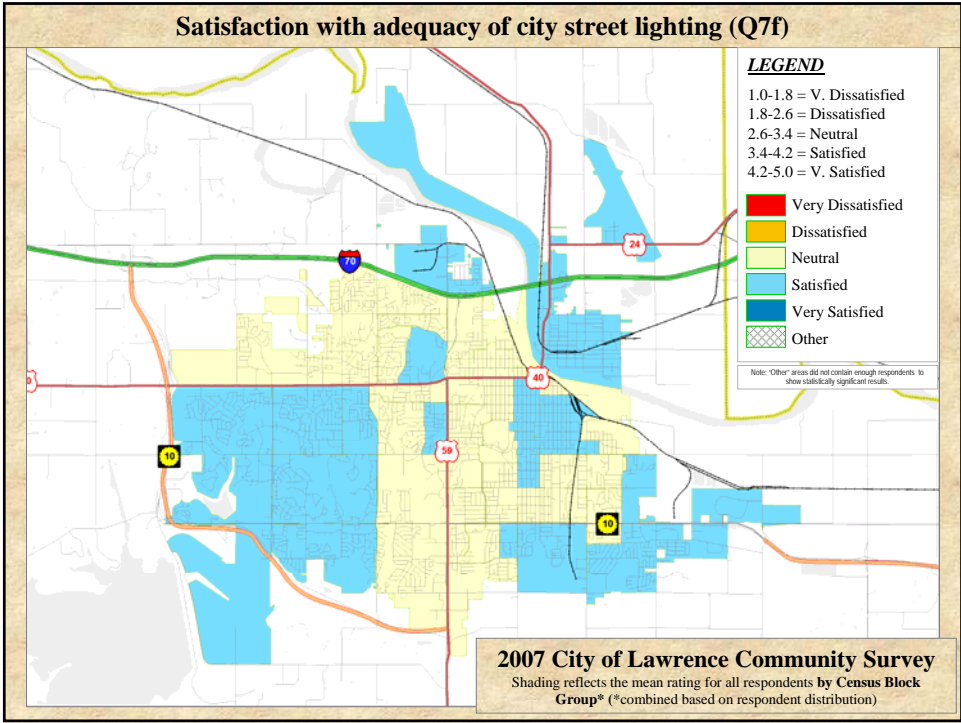 Satisfaction with adequacy of city street lighting (Q7f)
LEGEND
1.0-1.8 = V. Dissatisfied
1.8-2.6 = Dissatisfied
2.6-3.4 = Neutral
3.4-4.2 = Satisfied
4.2-5.0 = V. Satisfied
Very Dissatisfied
Dissatisfied
Neutral
Satisfied
Very Satisfied
Other
Note: "Other" areas did not contain enough respondents to
show statistically significant results.
24
70
40
59
10
10
2007 City of Lawrence Community Survey
Shading reflects the mean rating for all respondents by Census Block
Group* (*combined based on respondent distribution)